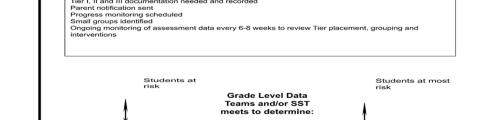 Tier I, II and III documentation needed and recorded
Parent notification sent
Progress monitoring scheduled
Small groups identified
Ongoing monitoring of assessment data every 6-8 weeks to review Tier placement, grouping and
interventions
Students at
risk
Grade Level Data
Teams and/or SST
meets to determine:
Students at most
risk